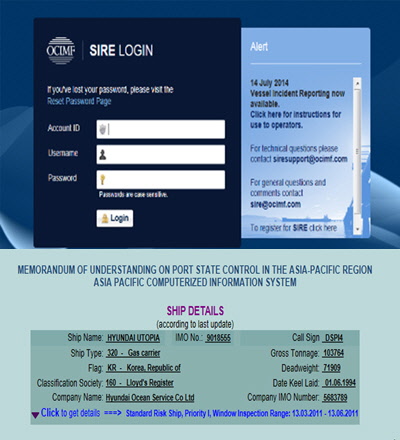 OCIMF
SIRE LOGIN
If you've lost your password, please visit the
Reset Password Page
Account ID
Username
Password
Passwords are case sensitive.
Login
Alert
14 July 2014
Vessel Incident Reporting now
available.
Click here for instructions for
use to operators.
For technical questions please
contact siresupport@ocimf.com
For general questions and
comments contact
sire@ocimf.com
To register for SIRE click here
MEMORANDUM OF UNDERSTANDING ON PORT STATE CONTROL IN THE ASIA-PACIFIC REGION
ASIA PACIFIC COMPUTERIZED INFORMATION SYSTEM
SHIP DETAILS
(according to last update)
Ship Name: HYUNDAI UTOPIA IMO No.: 9018555 Call Sign DSPI4
Ship Type: 320 - Gas carrier Gross Tonnage: 103764
Flag: KR - Korea, Republic of Deadweight: 71909
Classification Society: 160 - Lloyd's Register Date Keel Laid: 01.06.1994
Company Name: Hyundai Ocean Service Co Ltd Company IMO Number: 5683789
Click to get details ===> Standard Risk Ship, Priority I, Window Inspection Range: 13.03.2011 - 13.06.2011